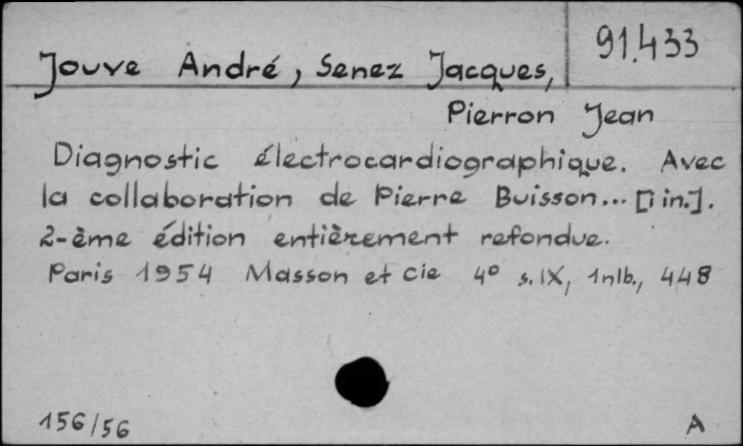 91.433
Jouve André, Senez Jacques,
Pierron Jean
Diagnostic électrocardiographique. Avec
la collaboration de Pierre Buisson... [i in.].
2-ème édition entièrement refondue.
Paris 1954 Masson et Cie 4° s. IX, 1nlb., 448
156/56
A